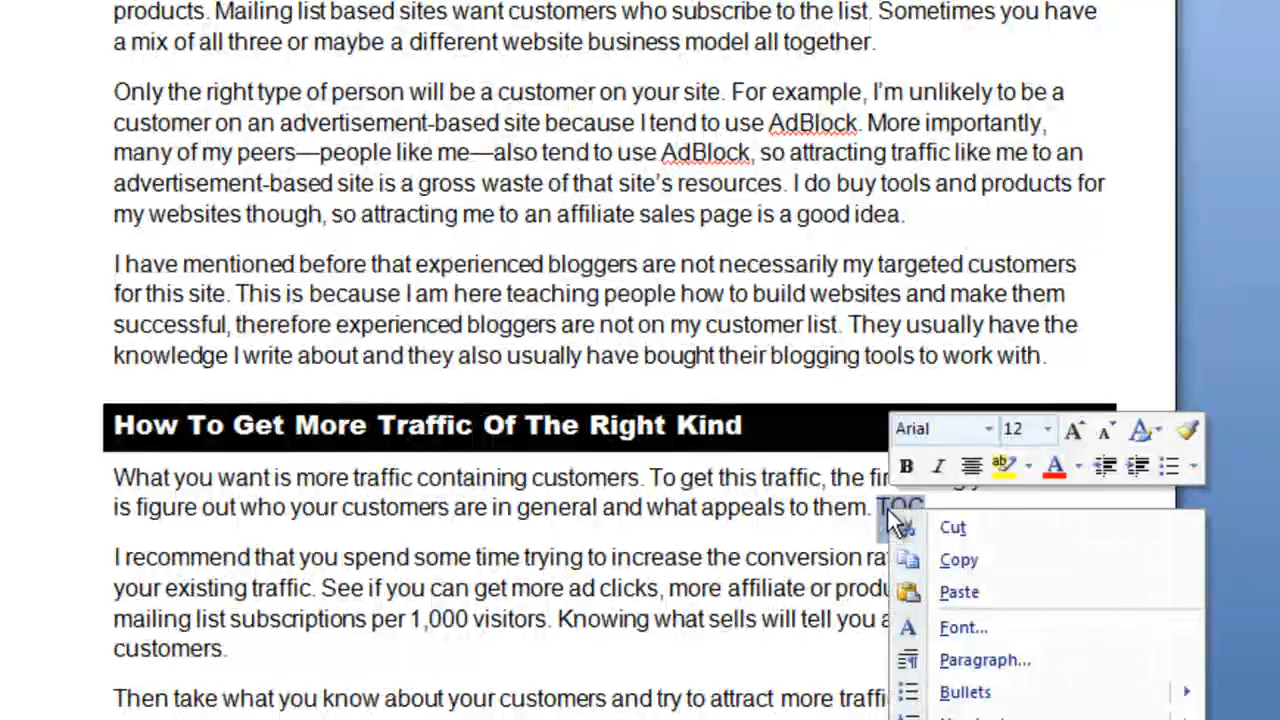 products. Mailing list based sites want customers who subscribe to the list. Sometimes you have
a mix of all three or maybe a different website business model all together.
Only the right type of person will be a customer on your site. For example, I'm unlikely to be a
customer on an advertisement-based site because I tend to use AdBlock. More importantly,
many of my peers—people like me—also tend to use AdBlock, so attracting traffic like me to an
advertisement-based site is a gross waste of that site's resources. I do buy tools and products for
my websites though, so attracting me to an affiliate sales page is a good idea.
I have mentioned before that experienced bloggers are not necessarily my targeted customers
for this site. This is because I am here teaching people how to build websites and make them
successful, therefore experienced bloggers are not on my customer list. They usually have the
knowledge I write about and they also usually have bought their blogging tools to work with.
How To Get More Traffic Of The Right Kind
Arial 12
What you want is more traffic containing customers. To get this traffic, the
is figure out who your customers are in general and what appeals to them. TOC
Cut
I recommend that you spend some time trying to increase the conversion
Copy
your existing traffic. See if you can get more ad clicks, more affiliate or
Paste
mailing list subscriptions per 1,000 visitors. Knowing what sells will tell you
Font...
customers.
Paragraph...
Then take what you know about your customers and try to attract more
Bullets